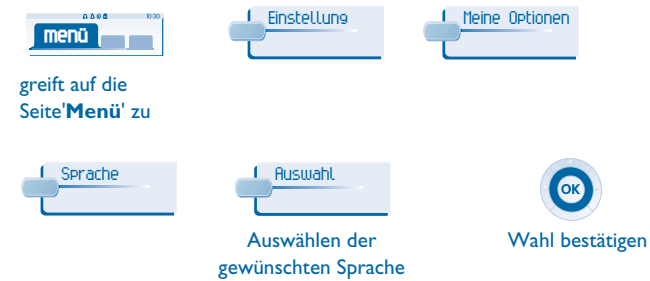 10:30
menü
Einstellung
Meine Optionen
greift auf die
Seite'Menü' zu
Sprache
Auswahl
OK
Auswählen der
gewünschten Sprache
Wahl bestätigen